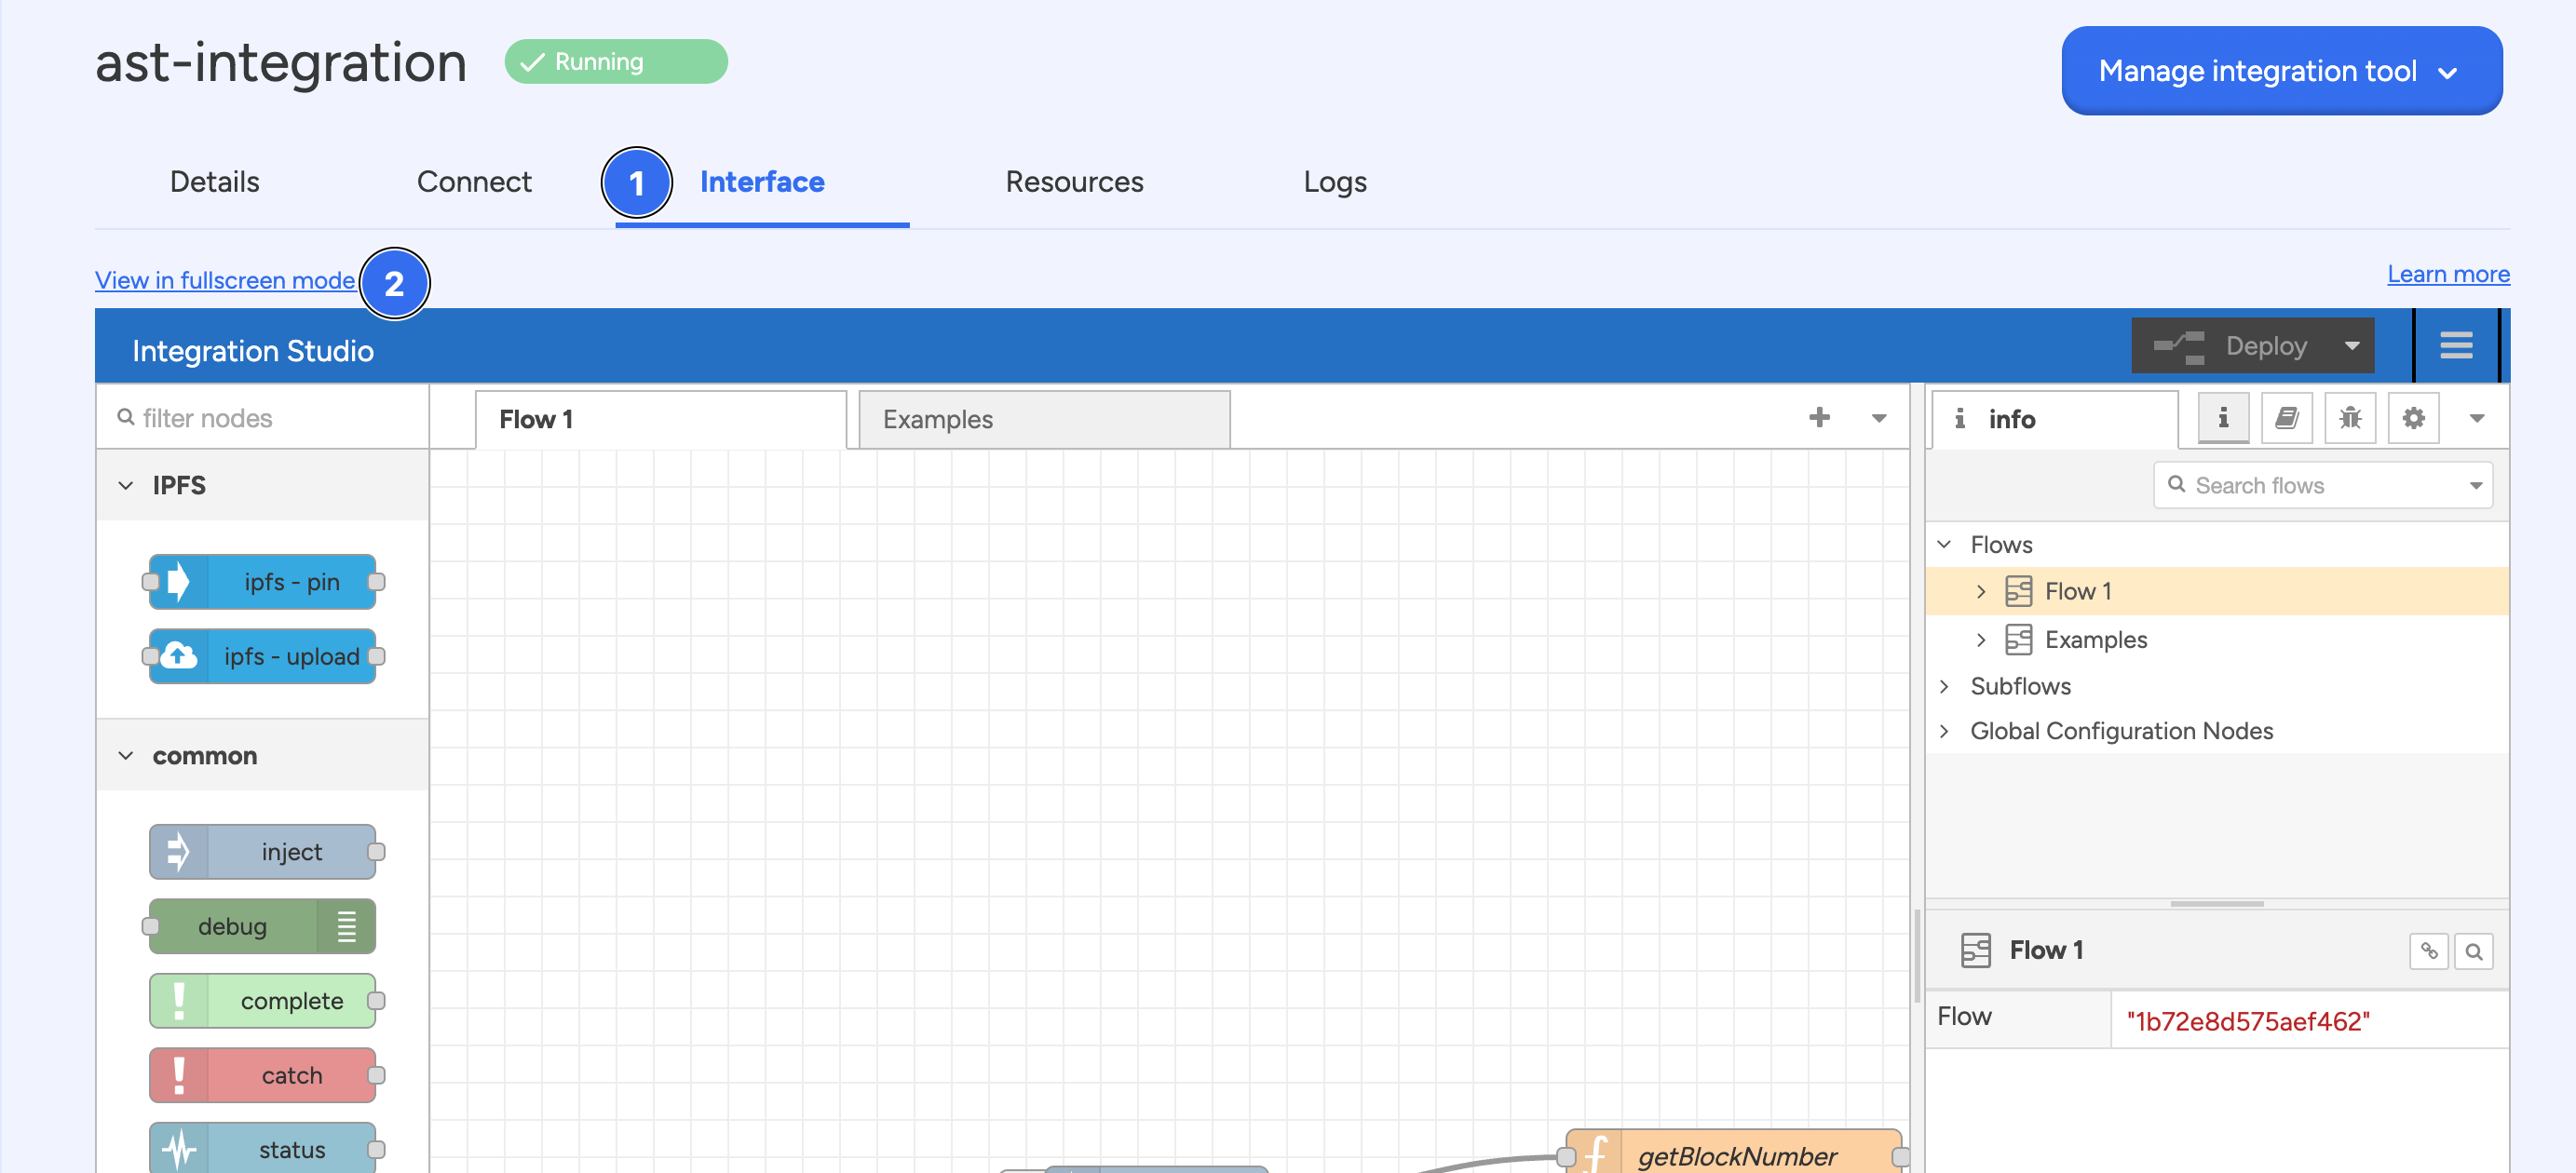 ast-integration
Running
Manage integration tool
Details
Connect
1
Interface
Resources
Logs
View in fullscreen mode
2
Learn more
Integration Studio
Deploy
filter nodes
Flow 1
Examples
info
IPFS
Search flows
Flows
ipfs - pin
Flow 1
ipfs - upload
Examples
Subflows
Global Configuration Nodes
common
inject
debug
Flow 1
complete
Flow
"1b72e8d575aef462"
catch
status
getBlockNumber